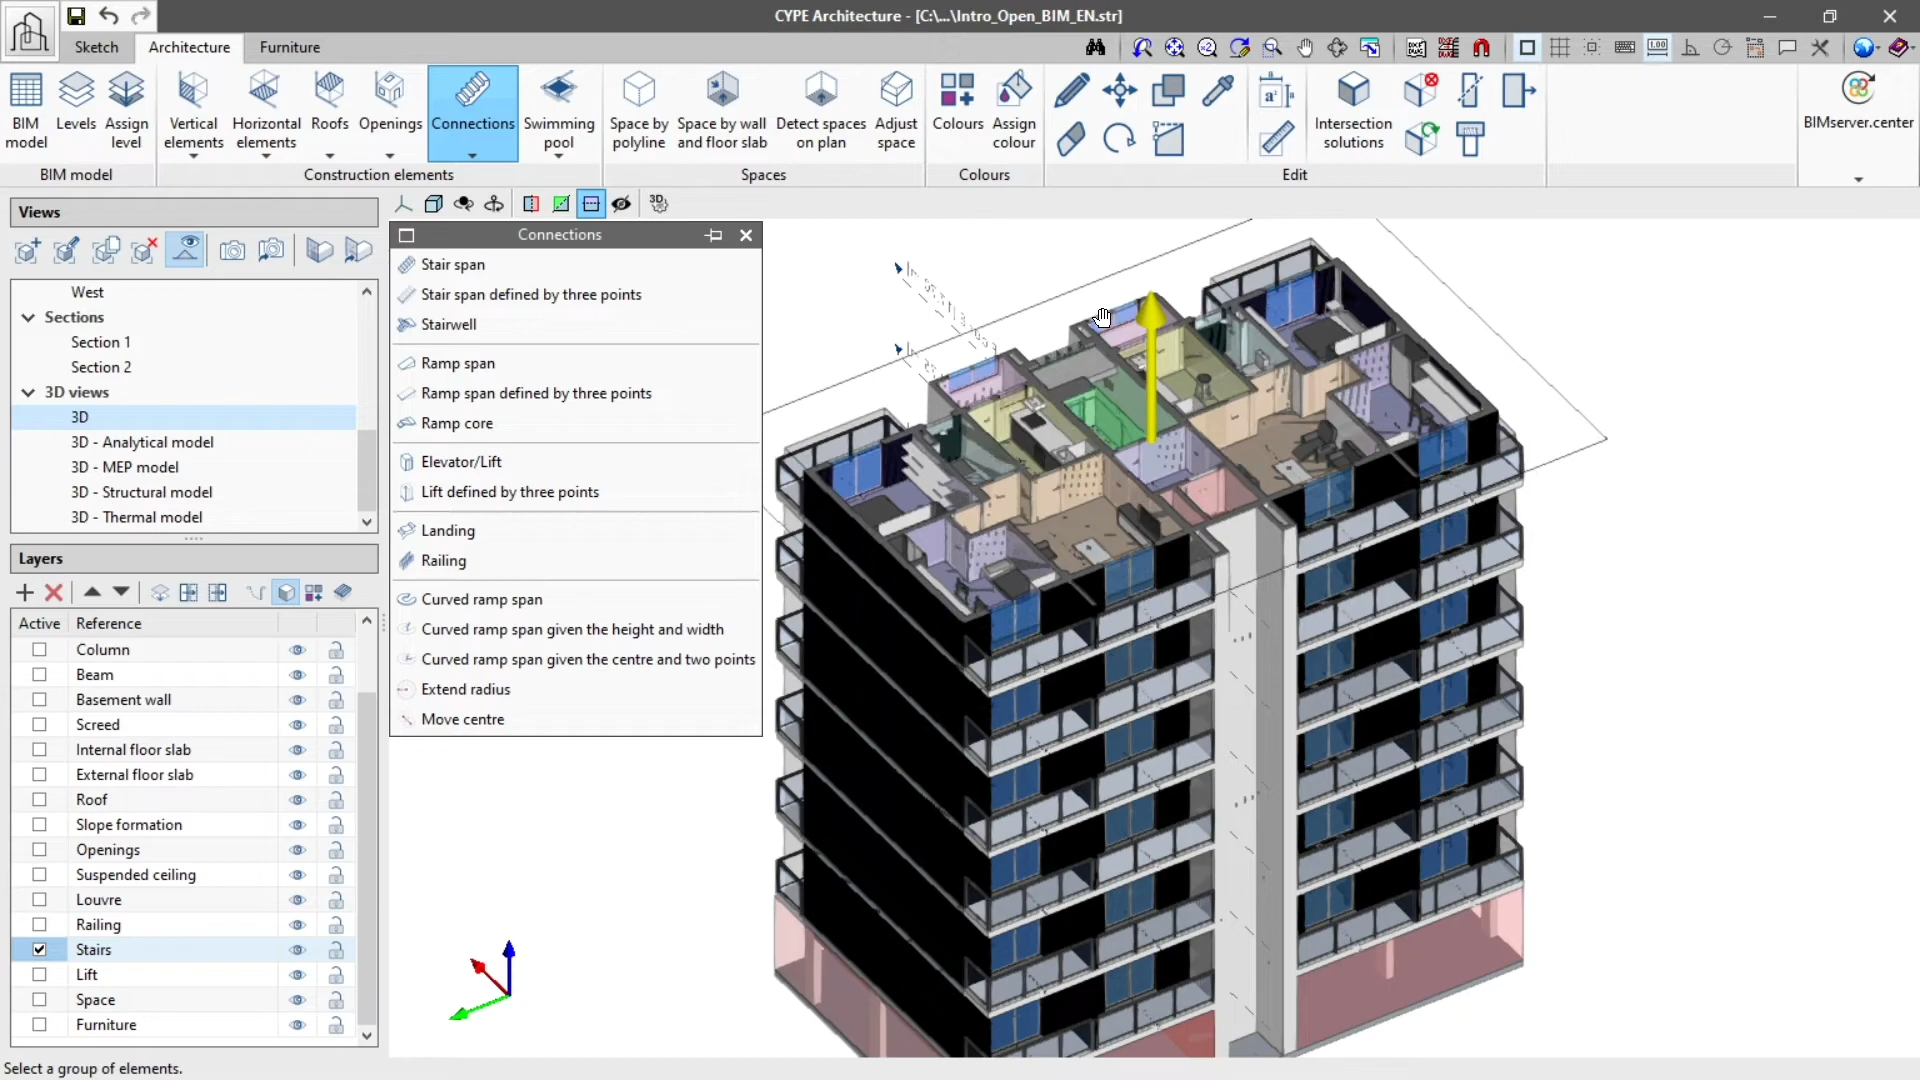 CYPE Architecture - [C:\...\Intro_Open_BIM_EN.str]
Sketch
Architecture
Furniture
BIM model
Levels
Assign level
Vertical elements
Horizontal elements
Roofs
Openings
Connections
Swimming pool
Space by polyline
Space by wall and floor slab
Detect spaces on plan
Adjust space
Colours
Assign colour
Intersection solutions
BIMserver.center
BIM model
Construction elements
Spaces
Colours
Edit
Views
West
Sections
Section 1
Section 2
3D views
3D
3D - Analytical model
3D - MEP model
3D - Structural model
3D - Thermal model
Layers
Active
Reference
Column
Beam
Basement wall
Screed
Internal floor slab
External floor slab
Roof
Slope formation
Openings
Suspended ceiling
Louvre
Railing
Stairs
Lift
Space
Furniture
3D
Connections
Stair span
Stair span defined by three points
Stairwell
Ramp span
Ramp span defined by three points
Ramp core
Elevator/Lift
Lift defined by three points
Landing
Railing
Curved ramp span
Curved ramp span given the height and width
Curved ramp span given the centre and two points
Extend radius
Move centre
Select a group of elements.